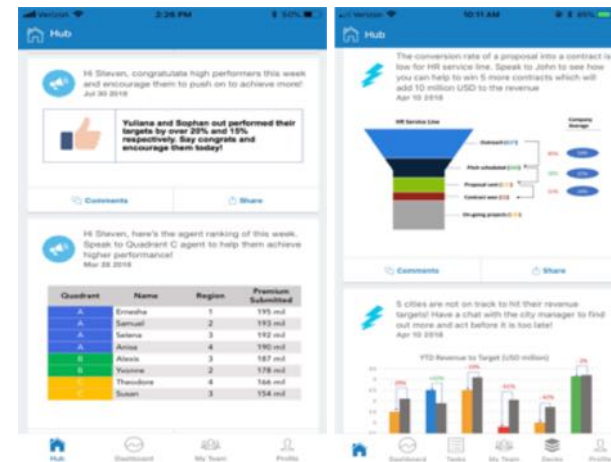 Verizon
2:26 PM
50%
Hub
Hi Steven, congratulate high performers this week
and encourage them to push on to achieve more!
Jul 30 2018
Yuliana and Sophan out performed their
targets by over 20% and 15%
respectively. Say congrats and
encourage them today!
Comments
Share
Hi Steven, here's the agent ranking of this week.
Speak to Quadrant C agent to help them achieve
higher performance!
Mar 28 2018
Quadrant Name Region Premium Submitted
A Ernesha 1 195 mil
A Samuel 2 193 mil
A Selena 3 192 mil
A Anisa 4 190 mil
B Alexis 3 187 mil
B Yvonne 2 178 mil
C Theodore 4 166 mil
C Susan 3 154 mil
Hub
Dashboard
My Team
Profile
Verizon
10:11 AM
Hub
The conversion rate of a proposal into a contract is
low for HR service line. Speak to John to see how
you can help to win 5 more contracts which will
add 10 million USD to the revenue
Apr 10 2018
HR Service Line
Company
Average
Outreach
Pitch scheduled
Proposal sent
Contract won
On-going projects
Comments
Share
5 cities are not on track to hit their revenue
targets! Have a chat with the city manager to find
out more and act before it is too late!
Apr 10 2018
YTD Revenue to Target (USD million)
Hub
Dashboard
Tasks
My Team
Decks
Profile